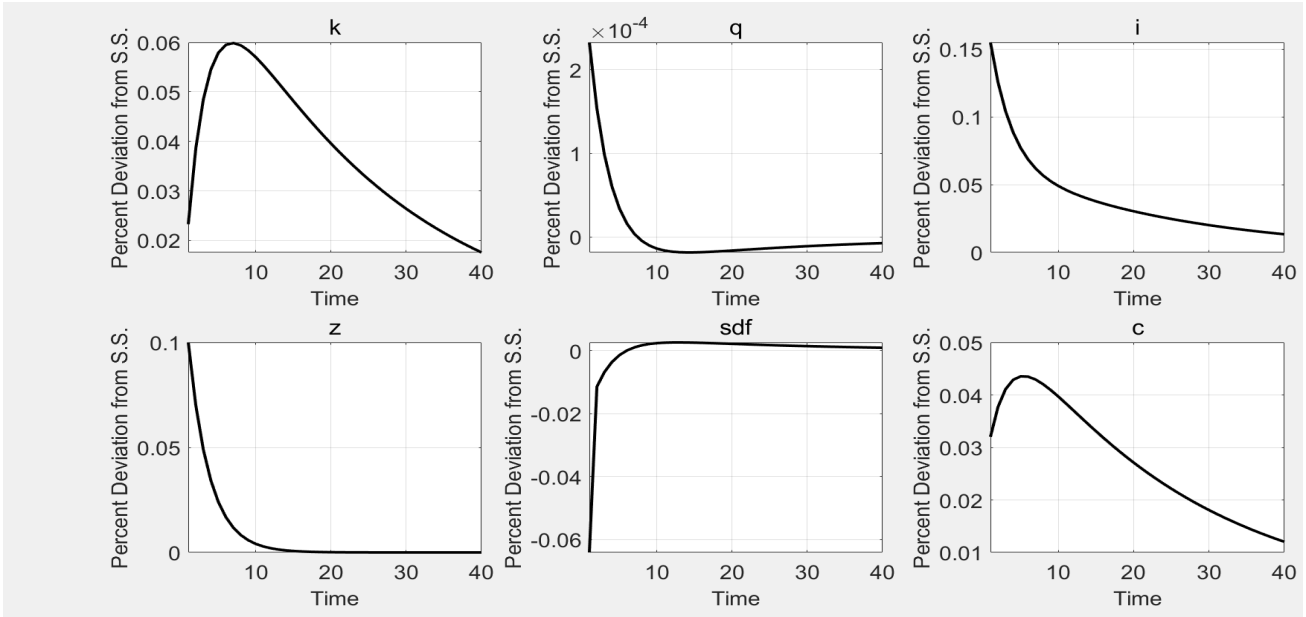 k
Percent Deviation from S.S.
0.06
0.05
0.04
0.03
0.02
10 20 30 40
Time
q
×10⁻⁴
Percent Deviation from S.S.
2
1
0
10 20 30 40
Time
i
Percent Deviation from S.S.
0.15
0.1
0.05
0
10 20 30 40
Time
z
Percent Deviation from S.S.
0.1
0.05
0
10 20 30 40
Time
sdf
Percent Deviation from S.S.
0
-0.02
-0.04
-0.06
10 20 30 40
Time
c
Percent Deviation from S.S.
0.05
0.04
0.03
0.02
0.01
10 20 30 40
Time